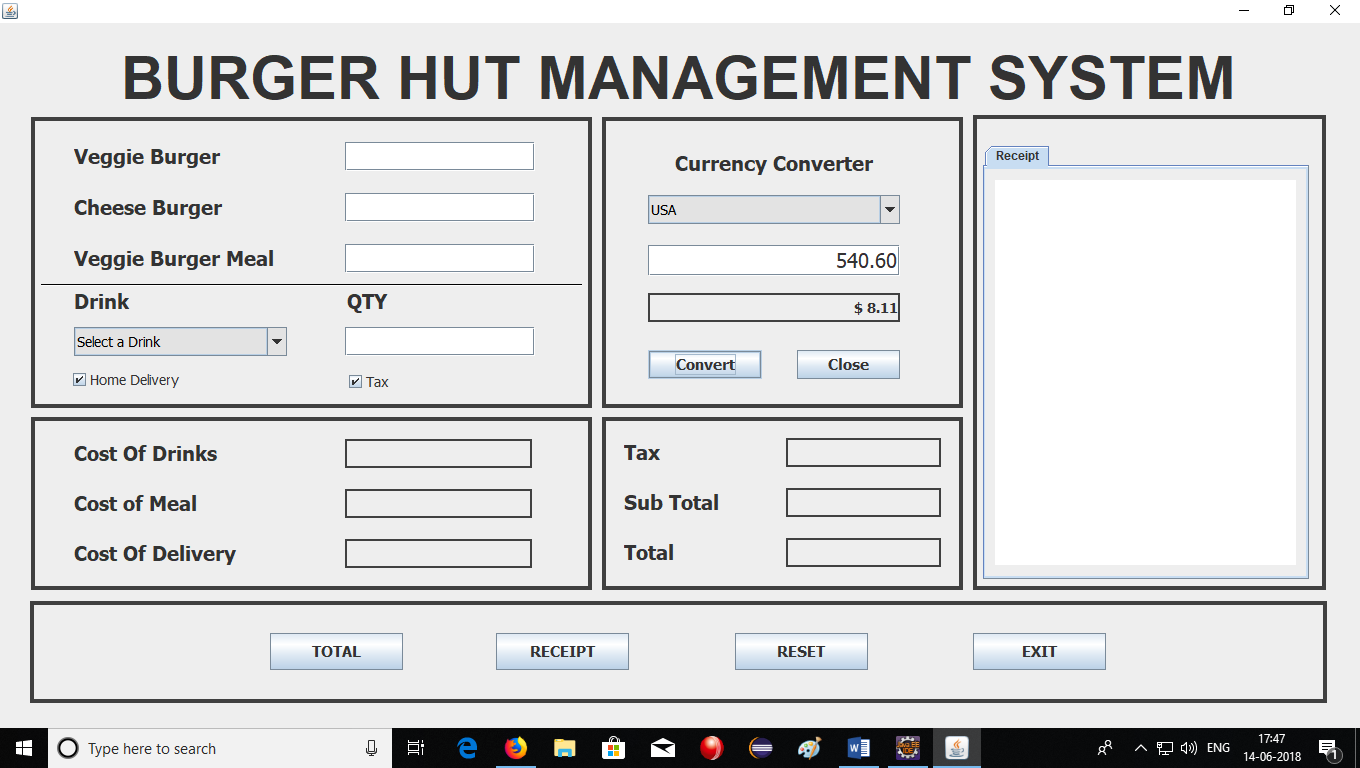 BURGER HUT MANAGEMENT SYSTEM
Veggie Burger
Cheese Burger
Veggie Burger Meal
Drink QTY
Select a Drink
Home Delivery Tax
Currency Converter
USA
540.60
$ 8.11
Convert Close
Receipt
Cost Of Drinks
Cost of Meal
Cost Of Delivery
Tax
Sub Total
Total
TOTAL RECEIPT RESET EXIT
Type here to search
ENG
17:47
14-06-2018
1